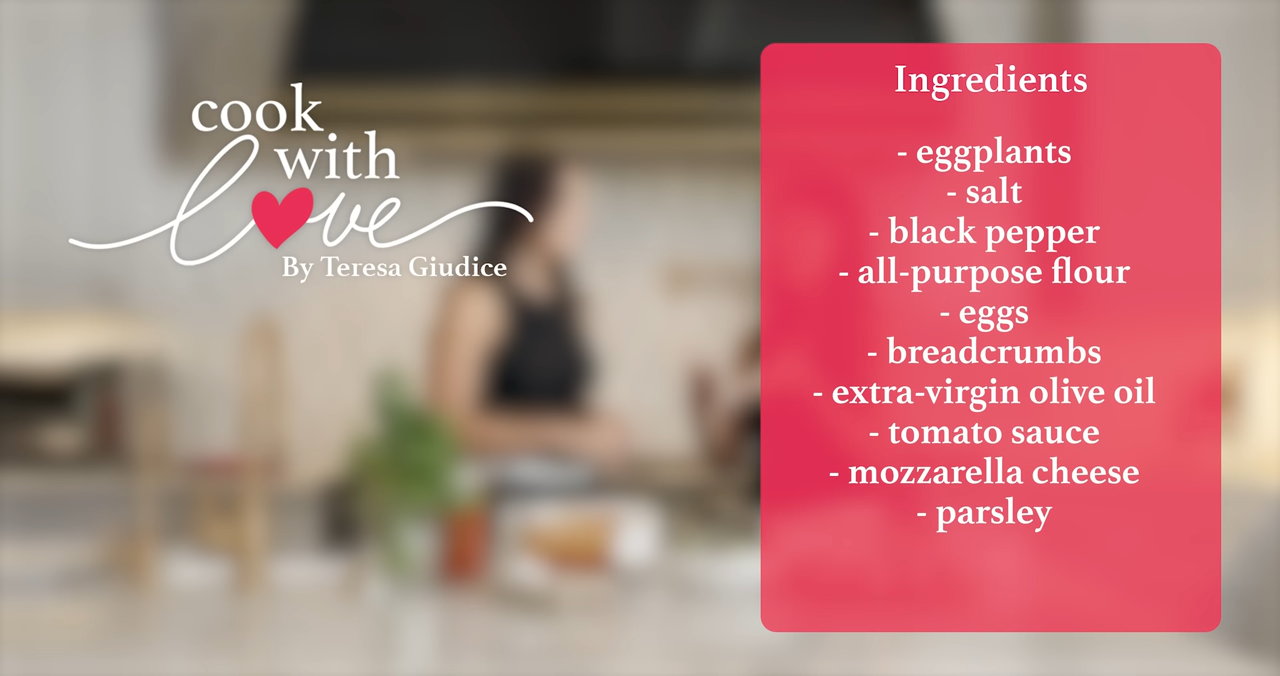 cook
with
love
By Teresa Giudice
Ingredients
- eggplants
- salt
- black pepper
- all-purpose flour
- eggs
- breadcrumbs
- extra-virgin olive oil
- tomato sauce
- mozzarella cheese
- parsley